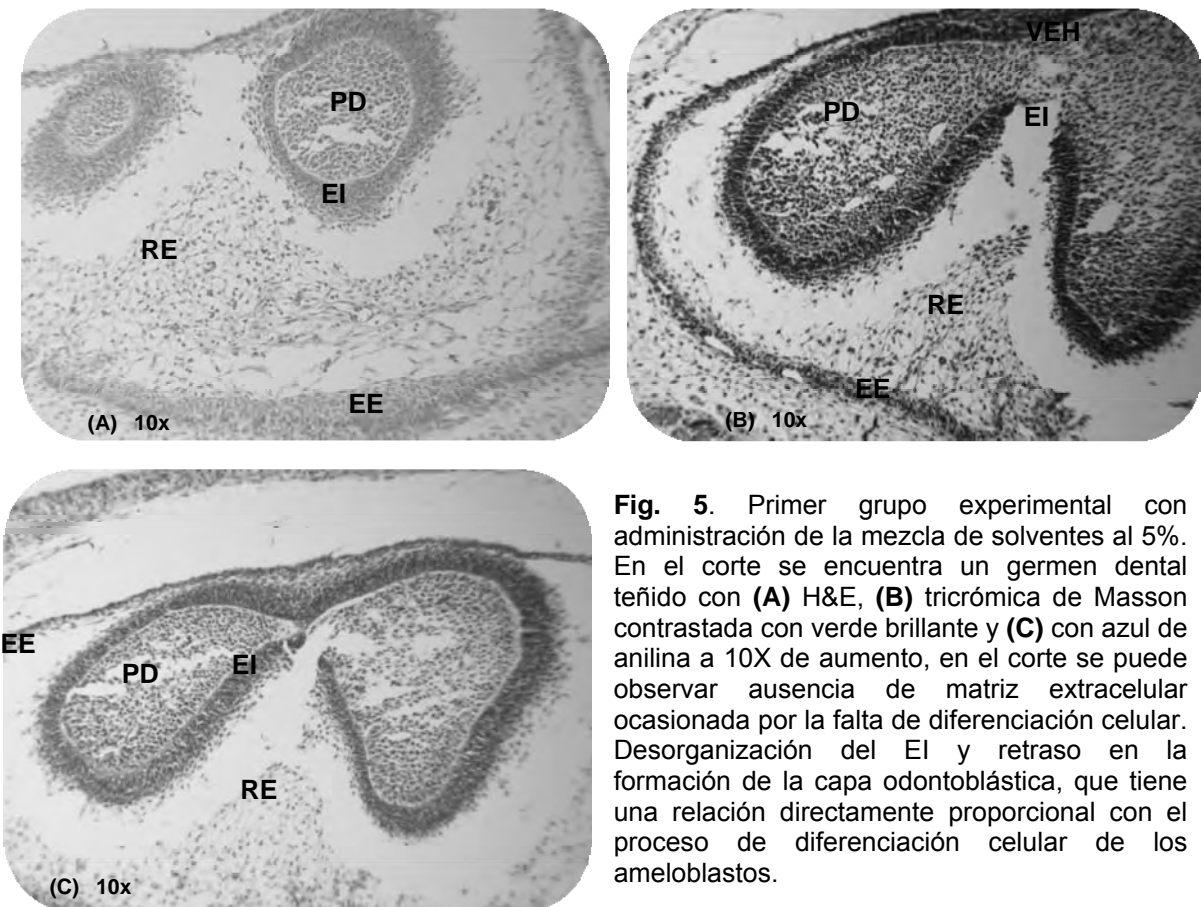 PD
EI
RE
EE
(A) 10x
VEH
PD
EI
RE
EE
(B) 10x
EE
PD
EI
RE
(C) 10x
Fig. 5. Primer grupo experimental con
administración de la mezcla de solventes al 5%.
En el corte se encuentra un germen dental
teñido con (A) H&E, (B) tricrómica de Masson
contrastada con verde brillante y (C) con azul de
anilina a 10X de aumento, en el corte se puede
observar ausencia de matriz extracelular
ocasionada por la falta de diferenciación celular.
Desorganización del EI y retraso en la
formación de la capa odontoblástica, que tiene
una relación directamente proporcional con el
proceso de diferenciación celular de los
ameloblastos.